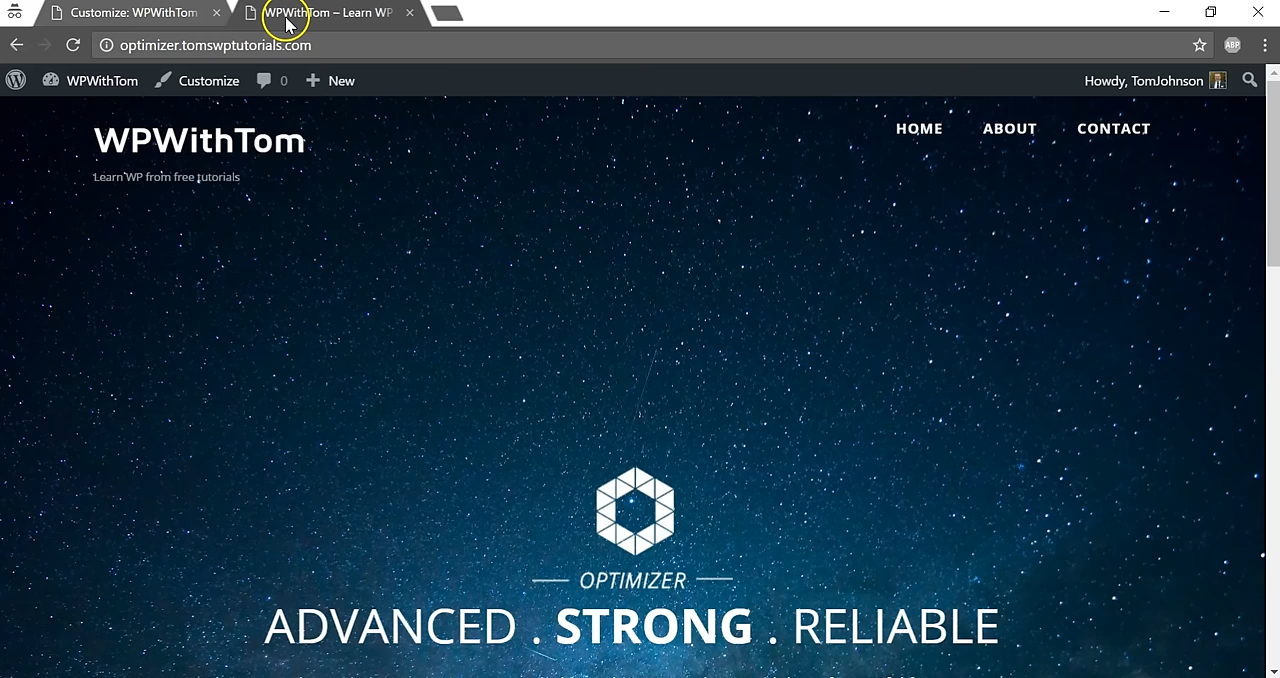 Customize: WPWithTom
WPWithTom – Learn WP
optimizer.tomswptutorials.com
ABP
WPWithTom
Customize
0
New
Howdy, TomJohnson
WPWithTom
HOME
ABOUT
CONTACT
Learn WP from free tutorials
OPTIMIZER
ADVANCED . STRONG . RELIABLE